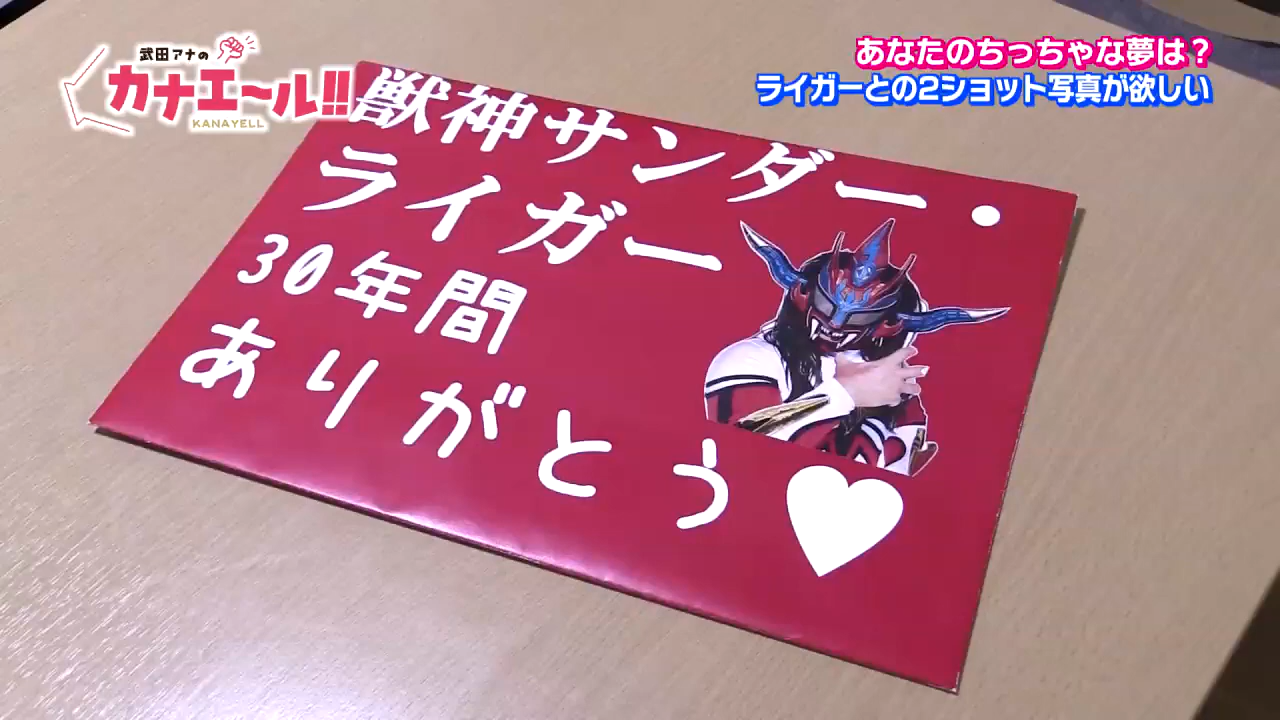 武田アナの
カナエ〜ル!!
KANAYELL
あなたのちっちゃな夢は？
ライガーとの2ショット写真が欲しい
獣神サンダー・
ライガー
30年間
ありがとう♥